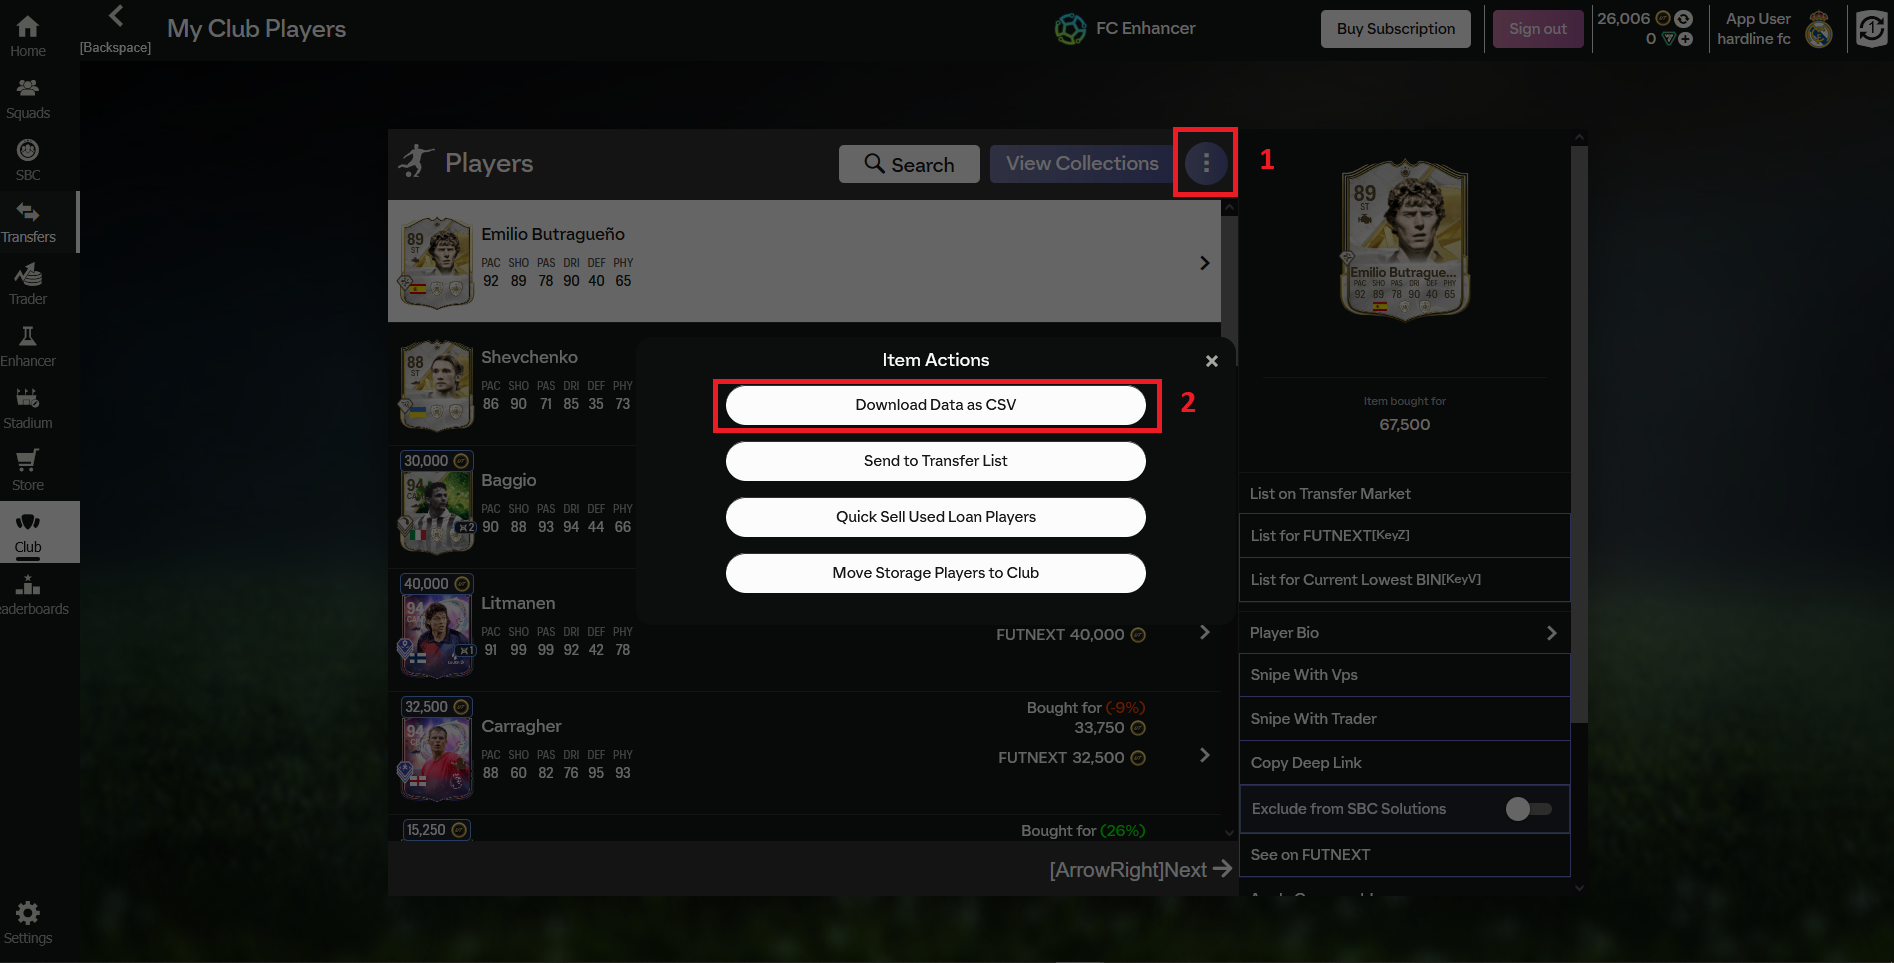 [Backspace]
My Club Players
FC Enhancer
Buy Subscription
Sign out
26,006
0
App User
hardline fc
1
Home
Squads
SBC
Transfers
Trader
Enhancer
Stadium
Store
Club
eaderboards
Settings
Players
Search
View Collections
1
89
ST
Emilio Butragueño
PAC SHO PAS DRI DEF PHY
92 89 78 90 40 65
88
ST
Shevchenko
PAC SHO PAS DRI DEF PHY
86 90 71 85 35 73
30,000
94
Baggio
PAC SHO PAS DRI DEF PHY
90 88 93 94 44 66
2
40,000
94
Litmanen
PAC SHO PAS DRI DEF PHY
91 99 99 92 42 78
1
FUTNEXT 40,000
32,500
94
Carragher
PAC SHO PAS DRI DEF PHY
88 60 82 76 95 93
Bought for (-9%)
33,750
FUTNEXT 32,500
15,250
Bought for (26%)
[ArrowRight]Next
Item Actions
Download Data as CSV
2
Send to Transfer List
Quick Sell Used Loan Players
Move Storage Players to Club
89
ST
Emilio Butrague...
PAC SHO PAS DRI DEF PHY
92 89 78 90 40 65
Item bought for
67,500
List on Transfer Market
List for FUTNEXT[KeyZ]
List for Current Lowest BIN[KeyV]
Player Bio
Snipe With Vps
Snipe With Trader
Copy Deep Link
Exclude from SBC Solutions
See on FUTNEXT